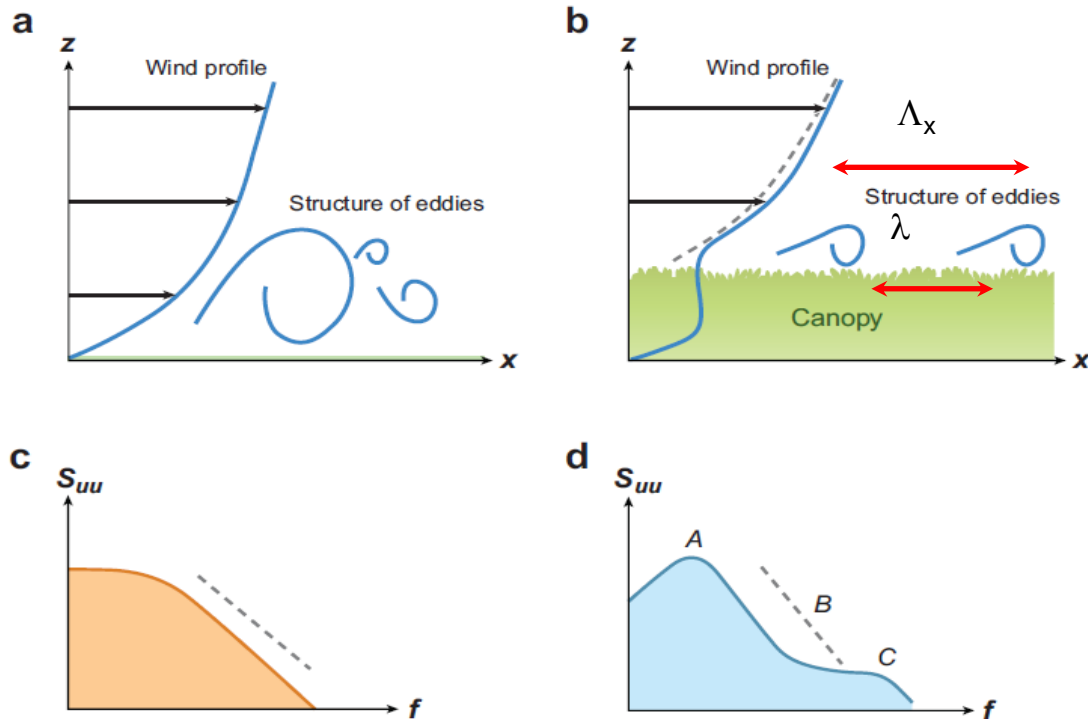 a
z
Wind profile
Structure of eddies
x
b
z
Wind profile
Λx
Structure of eddies
λ
Canopy
x
c
Suu
f
d
Suu
A
B
C
f